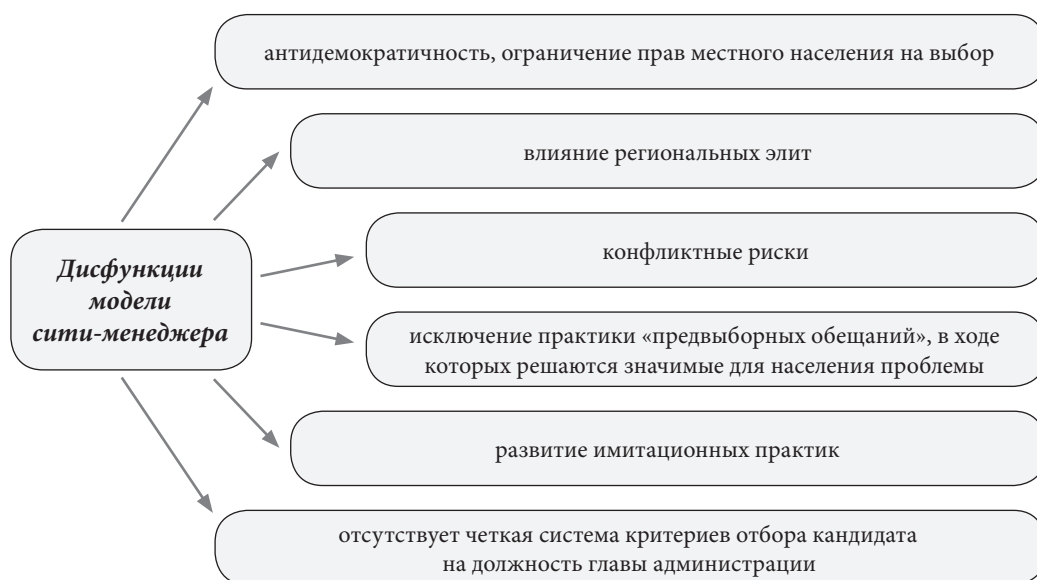 антидемократичность, ограничение прав местного населения на выбор
влияние региональных элит
конфликтные риски
Дисфункции
модели
сити-менеджера
исключение практики «предвыборных обещаний», в ходе
которых решаются значимые для населения проблемы
развитие имитационных практик
отсутствует четкая система критериев отбора кандидата
на должность главы администрации